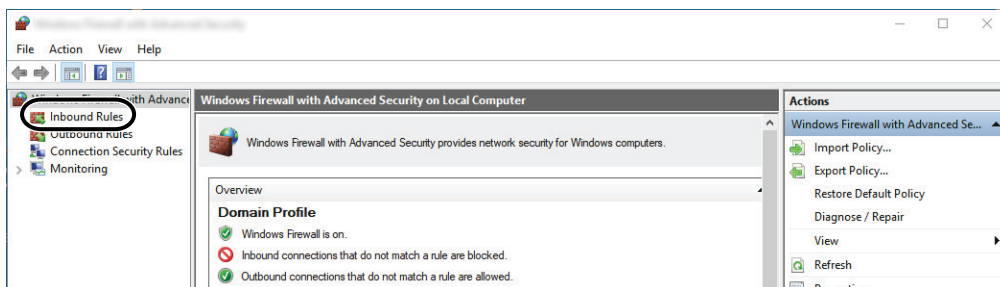 File Action View Help
Windows Firewall with Advance
Inbound Rules
Outbound Rules
Connection Security Rules
Monitoring
Windows Firewall with Advanced Security on Local Computer
Windows Firewall with Advanced Security provides network security for Windows computers.
Overview
Domain Profile
Windows Firewall is on.
Inbound connections that do not match a rule are blocked.
Outbound connections that do not match a rule are allowed.
Actions
Windows Firewall with Advanced Se...
Import Policy...
Export Policy...
Restore Default Policy
Diagnose / Repair
View
Refresh